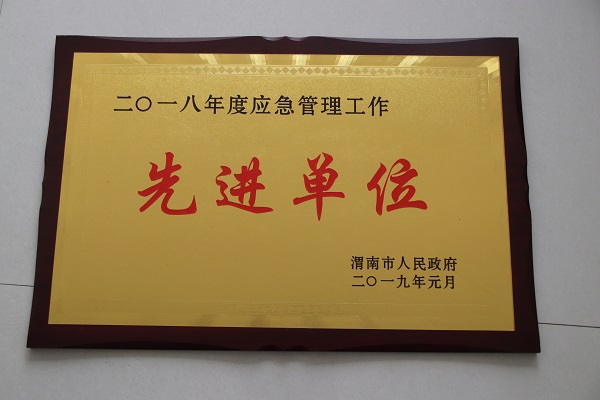 二〇一八年度应急管理工作
先进单位
渭南市人民政府
二〇一九年元月